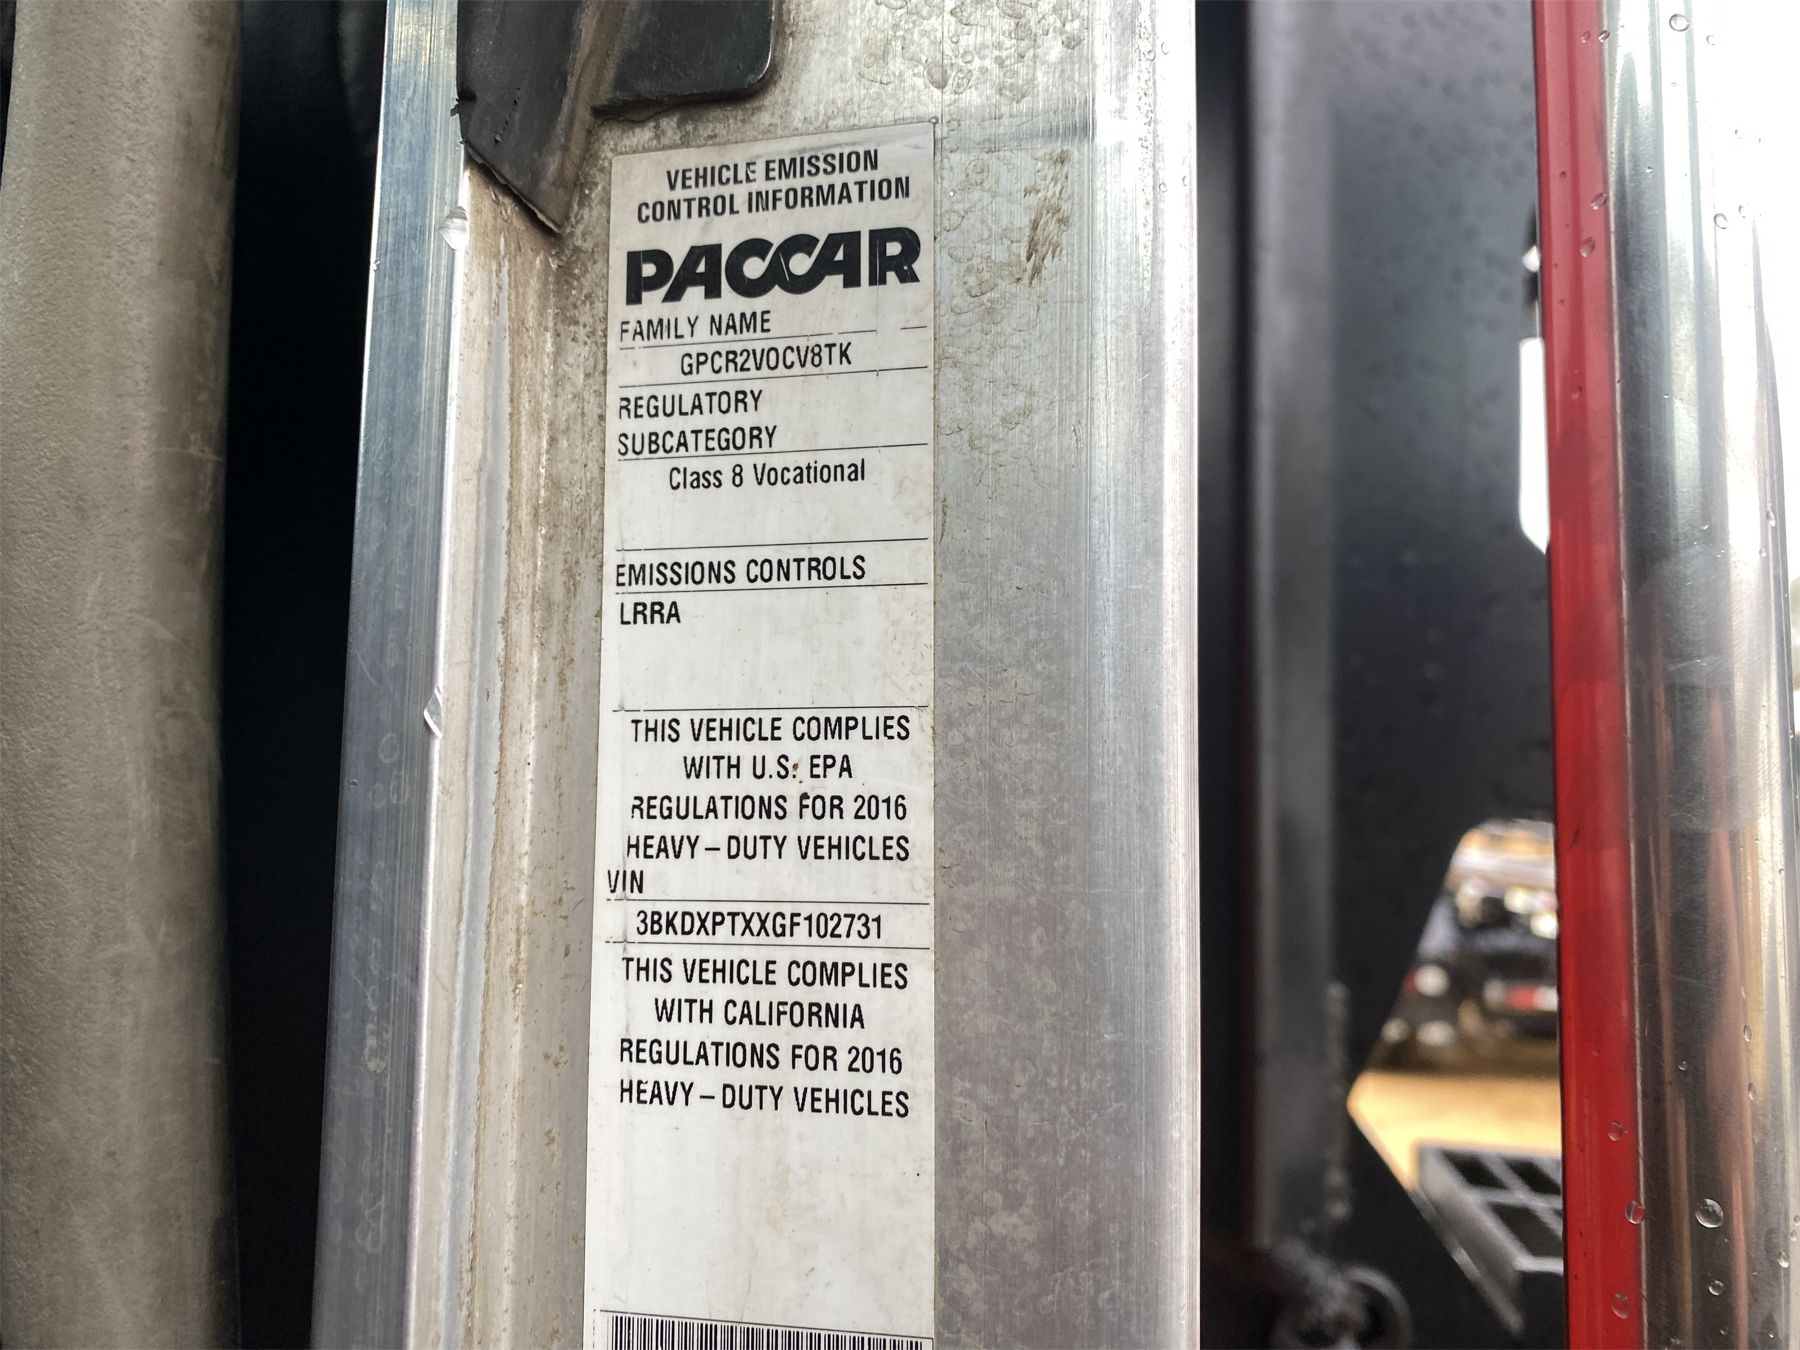 VEHICLE EMISSION
CONTROL INFORMATION
PACCAR
FAMILY NAME
GPCR2VOCV8TK
REGULATORY
SUBCATEGORY
Class 8 Vocational
EMISSIONS CONTROLS
LRRA
THIS VEHICLE COMPLIES
WITH U.S. EPA
REGULATIONS FOR 2016
HEAVY–DUTY VEHICLES
VIN
3BKDXPTXXGF102731
THIS VEHICLE COMPLIES
WITH CALIFORNIA
REGULATIONS FOR 2016
HEAVY–DUTY VEHICLES